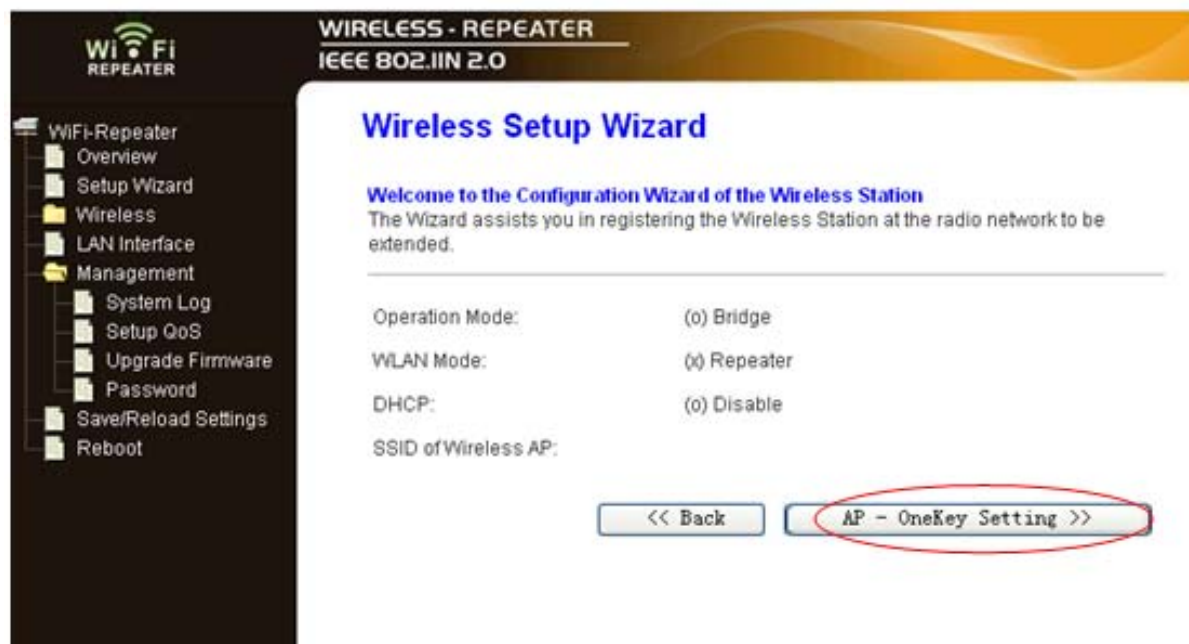 Wi Fi
REPEATER
WIRELESS - REPEATER
IEEE 802.11N 2.0
WiFi-Repeater
Overview
Setup Wizard
Wireless
LAN Interface
Management
System Log
Setup QoS
Upgrade Firmware
Password
Save/Reload Settings
Reboot
Wireless Setup Wizard
Welcome to the Configuration Wizard of the Wireless Station
The Wizard assists you in registering the Wireless Station at the radio network to be
extended.
Operation Mode: (o) Bridge
WLAN Mode: (x) Repeater
DHCP: (o) Disable
SSID of Wireless AP:
<< Back AP - OneKey Setting >>